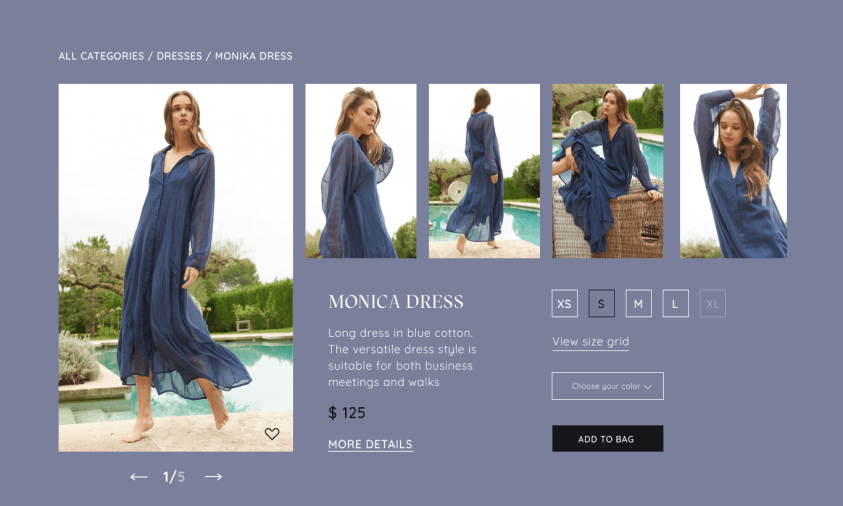 ALL CATEGORIES / DRESSES / MONIKA DRESS
MONICA DRESS
Long dress in blue cotton.
The versatile dress style is
suitable for both business
meetings and walks
$ 125
MORE DETAILS
1/5
XS S M L XL
View size grid
Choose your color
ADD TO BAG